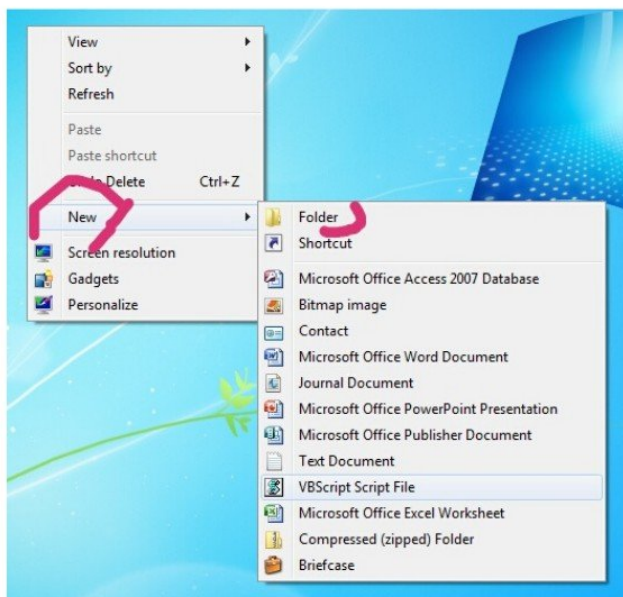 View
Sort by
Refresh
Paste
Paste shortcut
Delete Ctrl+Z
New
Screen resolution
Gadgets
Personalize
Folder
Shortcut
Microsoft Office Access 2007 Database
Bitmap image
Contact
Microsoft Office Word Document
Journal Document
Microsoft Office PowerPoint Presentation
Microsoft Office Publisher Document
Text Document
VBScript Script File
Microsoft Office Excel Worksheet
Compressed (zipped) Folder
Briefcase